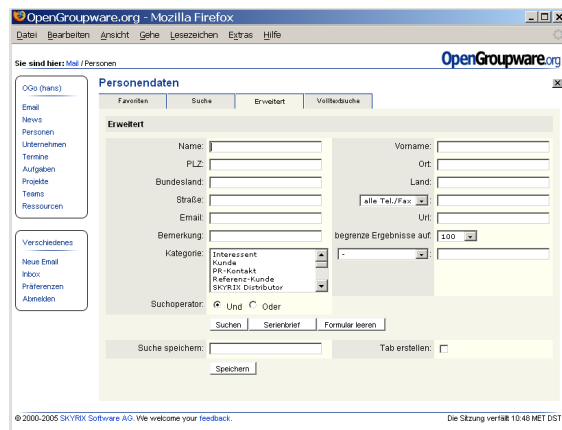 OpenGroupware.org - Mozilla Firefox
Datei Bearbeiten Ansicht Gehe Lesezeichen Extras Hilfe
Sie sind hier: Mail / Personen
OpenGroupware.org
OGo (hans)
Email
News
Personen
Unternehmen
Termine
Aufgaben
Projekte
Teams
Ressourcen
Verschiedenes
Neue Email
Inbox
Präferenzen
Abmelden
Personendaten
Favoriten Suche Erweitert Volltextsuche
Erweitert
Name: Vorname:
PLZ: Ort:
Bundesland: Land:
Straße: alle Tel./Fax :
Email: Url:
Bemerkung: begrenze Ergebnisse auf: 100
Kategorie: Interessent - :
Kunde
PR-Kontakt
Referenz-Kunde
SKYRIX Distributor
Suchoperator: Und Oder
Suchen Serienbrief Formular leeren
Suche speichern: Tab erstellen:
Speichern
© 2000-2005 SKYRIX Software AG. We welcome your feedback. Die Sitzung verfällt 10:48 MET DST